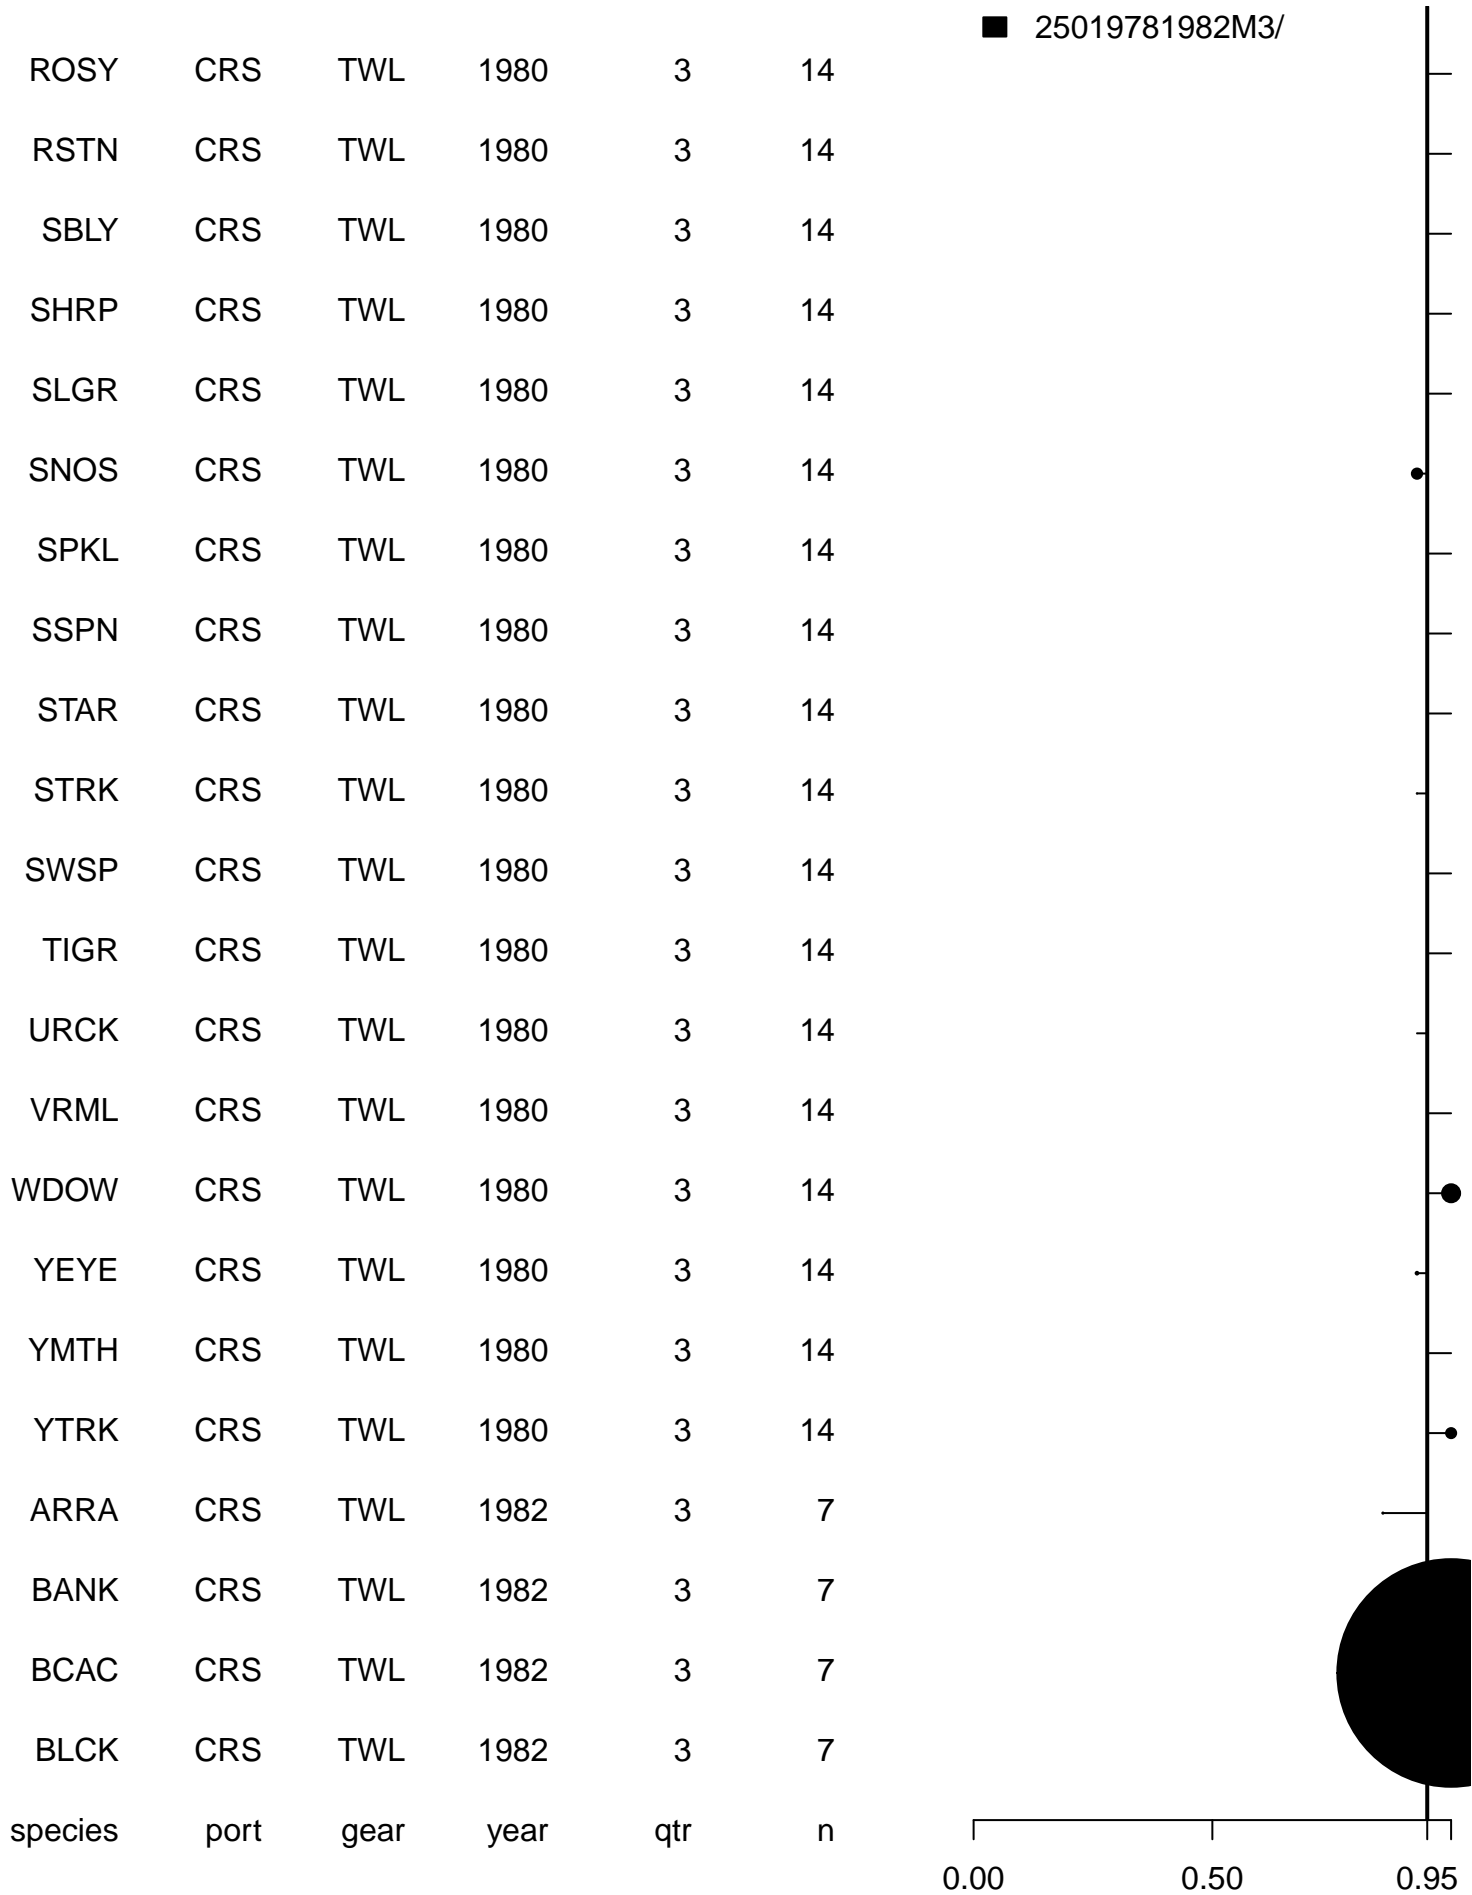 25019781982M3/
ROSY CRS TWL 1980 3 14
RSTN CRS TWL 1980 3 14
SBLY CRS TWL 1980 3 14
SHRP CRS TWL 1980 3 14
SLGR CRS TWL 1980 3 14
SNOS CRS TWL 1980 3 14
SPKL CRS TWL 1980 3 14
SSPN CRS TWL 1980 3 14
STAR CRS TWL 1980 3 14
STRK CRS TWL 1980 3 14
SWSP CRS TWL 1980 3 14
TIGR CRS TWL 1980 3 14
URCK CRS TWL 1980 3 14
VRML CRS TWL 1980 3 14
WDOW CRS TWL 1980 3 14
YEYE CRS TWL 1980 3 14
YMTH CRS TWL 1980 3 14
YTRK CRS TWL 1980 3 14
ARRA CRS TWL 1982 3 7
BANK CRS TWL 1982 3 7
BCAC CRS TWL 1982 3 7
BLCK CRS TWL 1982 3 7
species port gear year qtr n
0.00 0.50 0.95